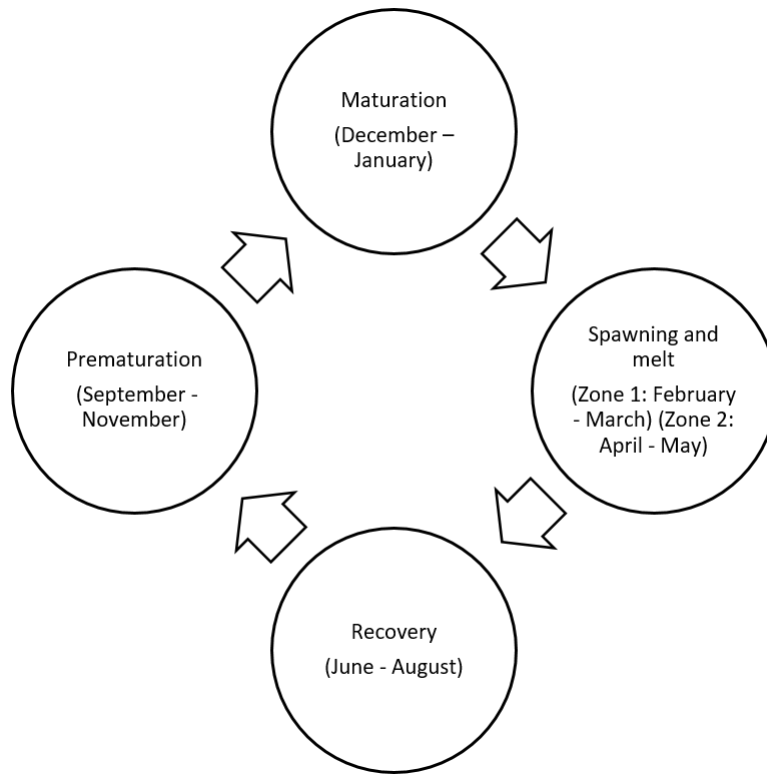 Maturation
(December –
January)
Spawning and
melt
(Zone 1: February
- March) (Zone 2:
April - May)
Recovery
(June - August)
Prematuration
(September -
November)